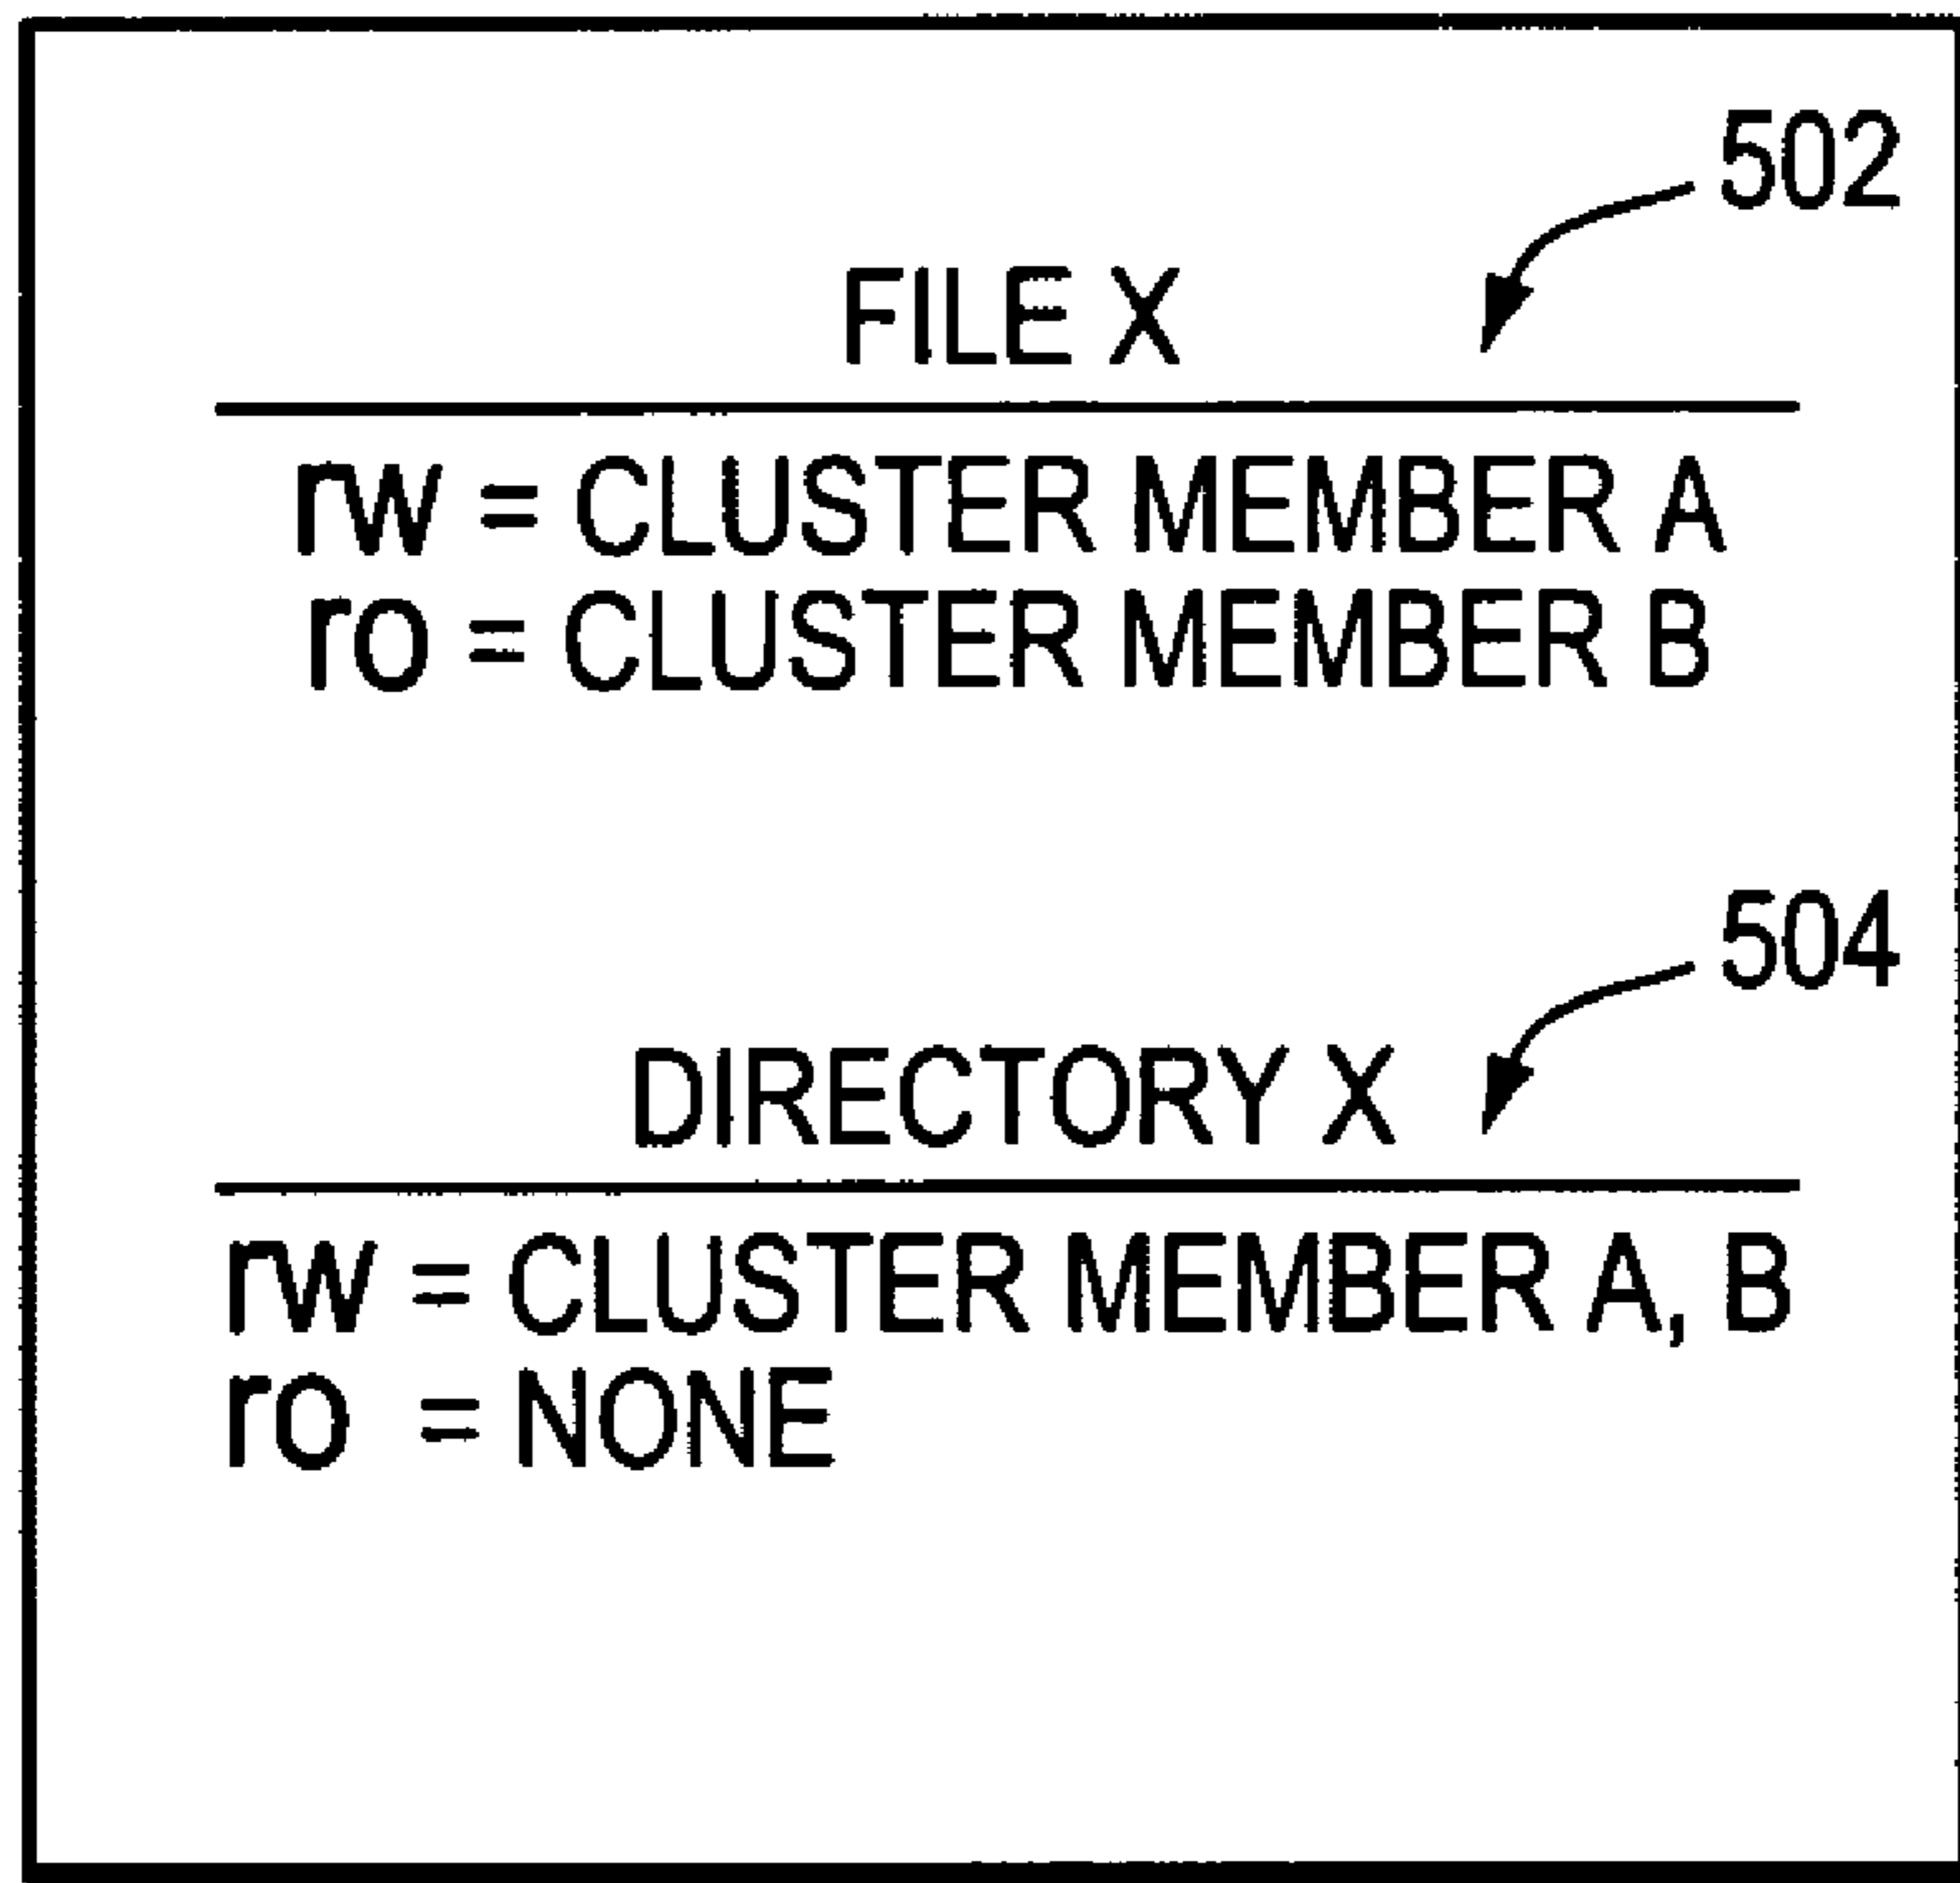 502
FILE X
rw = CLUSTER MEMBER A
ro = CLUSTER MEMBER B
504
DIRECTORY X
rw = CLUSTER MEMBER A, B
ro = NONE